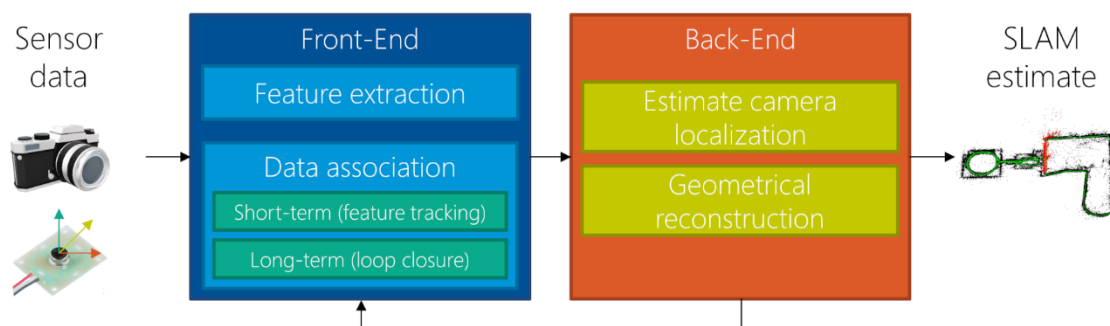 Sensor
data
Front-End
Feature extraction
Data association
Short-term (feature tracking)
Long-term (loop closure)
Back-End
Estimate camera
localization
Geometrical
reconstruction
SLAM
estimate